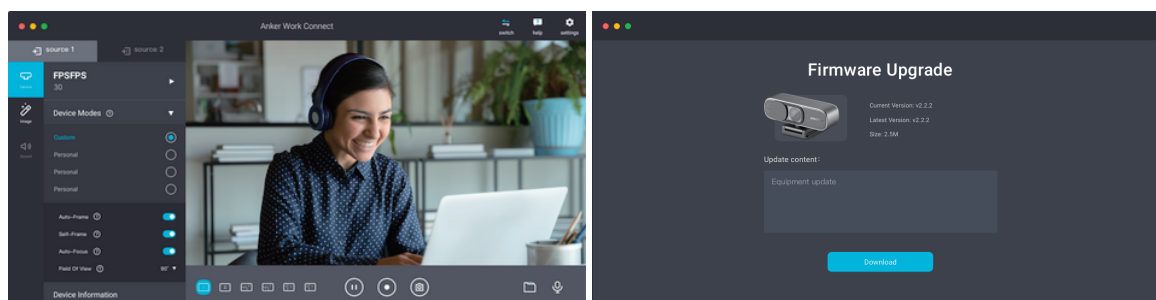 Anker Work Connect
switch
help
settings
source 1
source 2
FPSFPS
30
Device
Device Modes
Image
Custom
Personal
Personal
Personal
Sound
Auto-Frame
Self-Frame
Auto-Focus
Field Of View
90°
Device Information
Firmware Upgrade
Current Version: v2.2.2
Latest Version: v2.2.2
Size: 2.5M
Update content:
Equipment update
Download